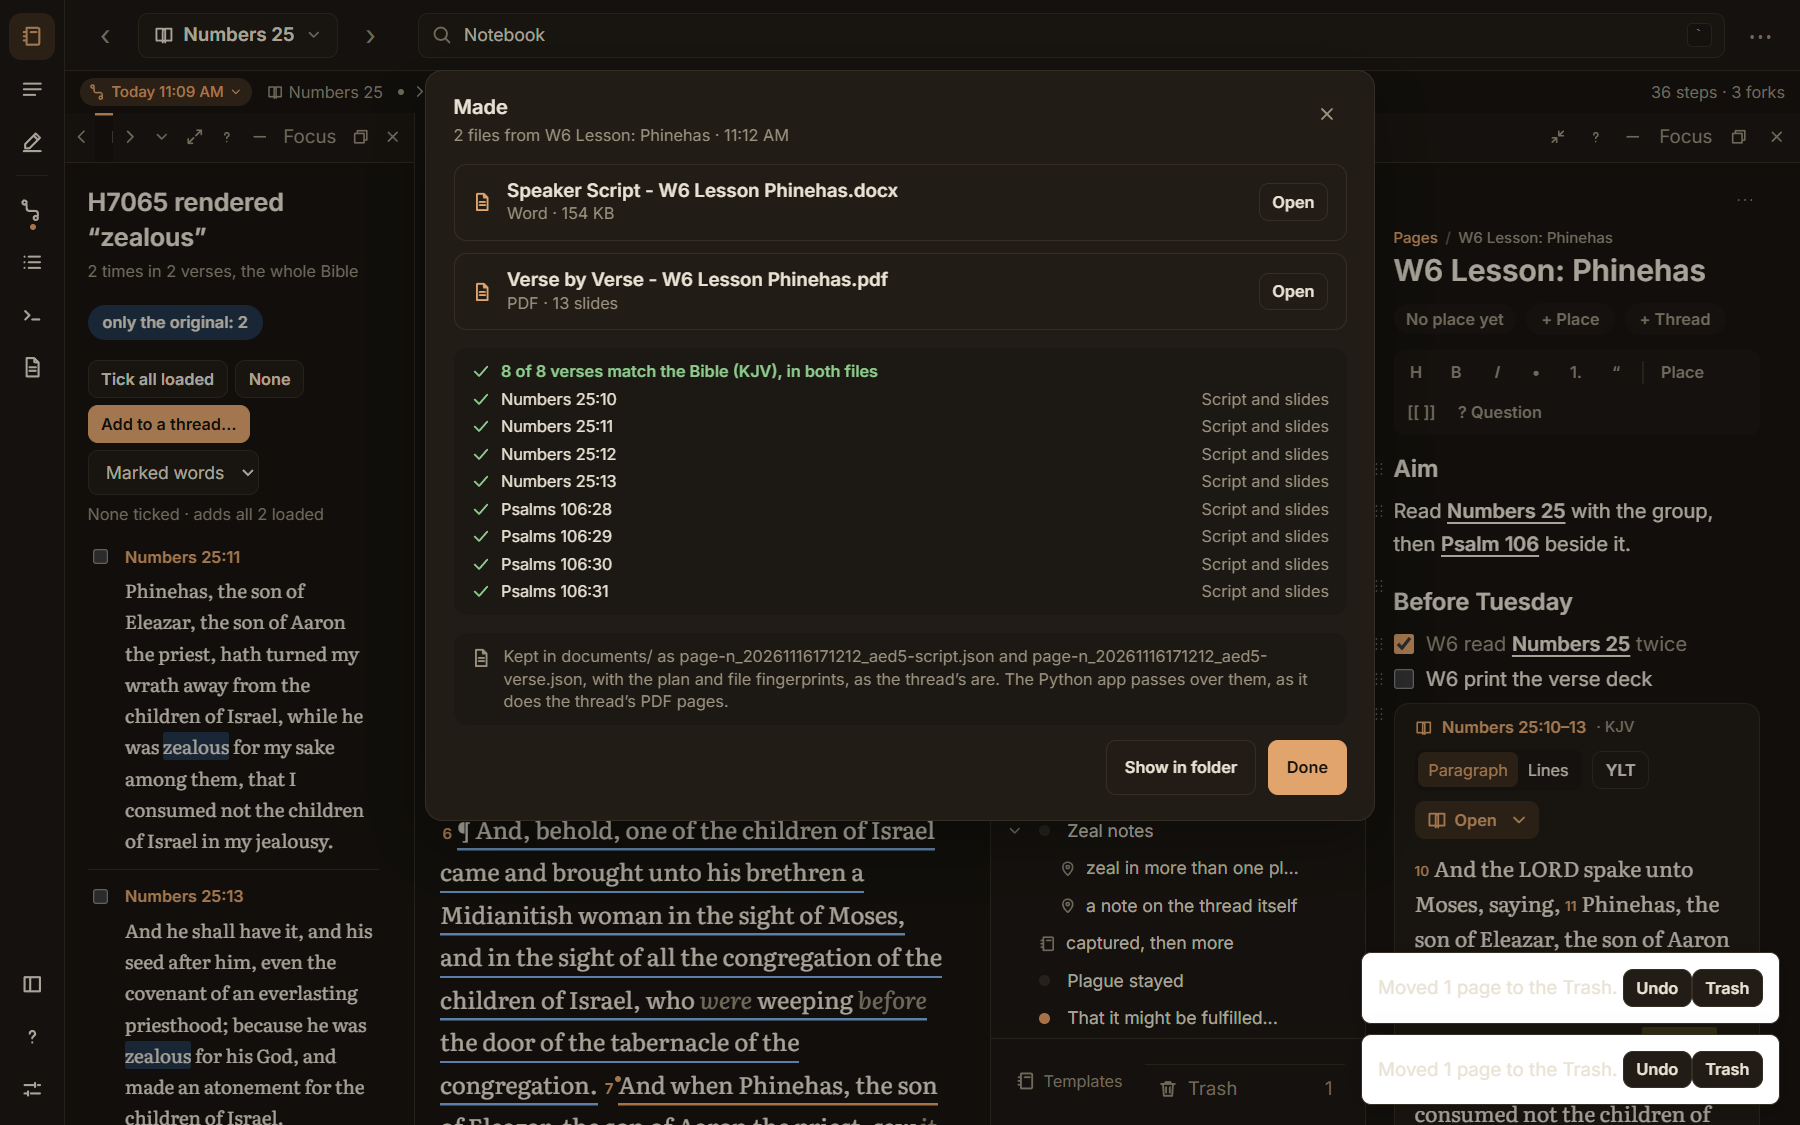 Numbers 25
Notebook
`
Today 11:09 AM
Numbers 25
36 steps · 3 forks
Focus
H7065 rendered
“zealous”
2 times in 2 verses, the whole Bible
only the original: 2
Tick all loaded
None
Add to a thread…
Marked words
None ticked · adds all 2 loaded
Numbers 25:11
Phinehas, the son of
Eleazar, the son of Aaron
the priest, hath turned my
wrath away from the
children of Israel, while he
was zealous for my sake
among them, that I
consumed not the children
of Israel in my jealousy.
Numbers 25:13
And he shall have it, and his
seed after him, even the
covenant of an everlasting
priesthood; because he was
zealous for his God, and
made an atonement for the
children of Israel.
Made
2 files from W6 Lesson: Phinehas · 11:12 AM
Speaker Script - W6 Lesson Phinehas.docx
Word · 154 KB
Open
Verse by Verse - W6 Lesson Phinehas.pdf
PDF · 13 slides
Open
8 of 8 verses match the Bible (KJV), in both files
Numbers 25:10 Script and slides
Numbers 25:11 Script and slides
Numbers 25:12 Script and slides
Numbers 25:13 Script and slides
Psalms 106:28 Script and slides
Psalms 106:29 Script and slides
Psalms 106:30 Script and slides
Psalms 106:31 Script and slides
Kept in documents/ as page-n_20261116171212_aed5-script.json and page-n_20261116171212_aed5-
verse.json, with the plan and file fingerprints, as the thread’s are. The Python app passes over them, as it
does the thread’s PDF pages.
Show in folder
Done
6 ¶ And, behold, one of the children of Israel
came and brought unto his brethren a
Midianitish woman in the sight of Moses,
and in the sight of all the congregation of the
children of Israel, who were weeping before
the door of the tabernacle of the
congregation. 7 And when Phinehas, the son
of Eleazar, the son of Aaron the priest, saw it
Zeal notes
zeal in more than one pl…
a note on the thread itself
captured, then more
Plague stayed
That it might be fulfilled…
Templates
Trash 1
Focus
Pages / W6 Lesson: Phinehas
W6 Lesson: Phinehas
No place yet
+ Place
+ Thread
H B I • 1. “ Place
[[ ]] ? Question
Aim
Read Numbers 25 with the group,
then Psalm 106 beside it.
Before Tuesday
W6 read Numbers 25 twice
W6 print the verse deck
Numbers 25:10–13 · KJV
Paragraph Lines YLT
Open
10 And the LORD spake unto
Moses, saying, 11 Phinehas, the
son of Eleazar, the son of Aaron
Moved 1 page to the Trash. Undo Trash
Moved 1 page to the Trash. Undo Trash
consumed not the children of